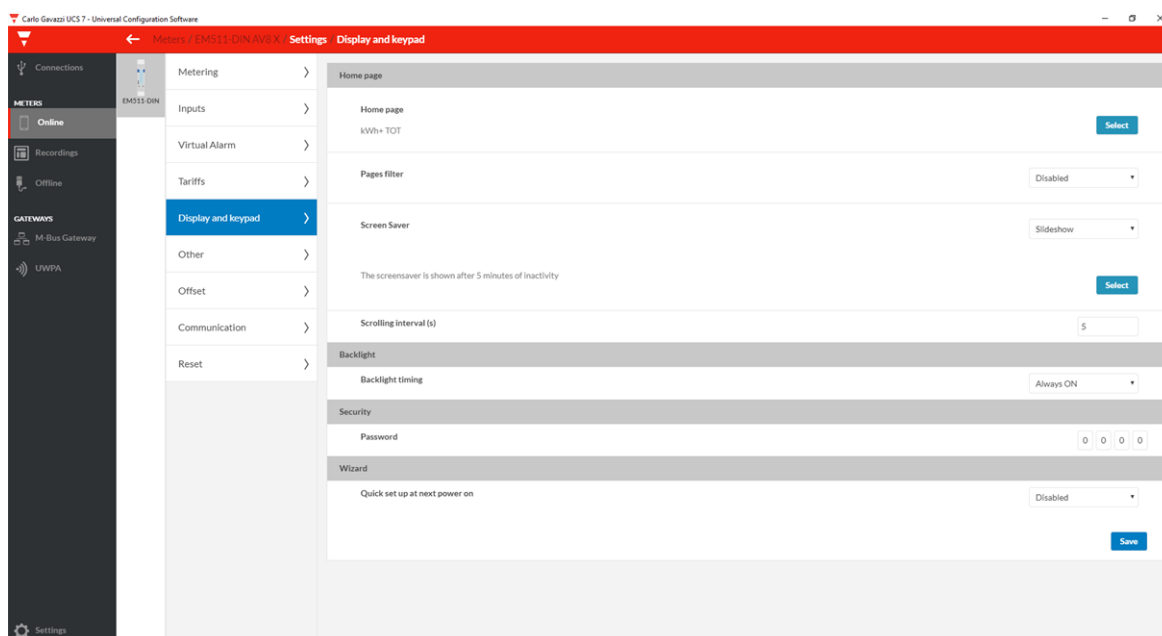 Carlo Gavazzi UCS 7 - Universal Configuration Software
Meters / EM511-DIN AV8 X / Settings / Display and keypad
Connections
METERS
Online
Recordings
Offline
GATEWAYS
M-Bus Gateway
UWPA
Settings
EM511-DIN
Metering
Inputs
Virtual Alarm
Tariffs
Display and keypad
Other
Offset
Communication
Reset
Home page
Home page
kWh+ TOT
Select
Pages filter
Disabled
Screen Saver
Slideshow
The screensaver is shown after 5 minutes of inactivity
Select
Scrolling interval (s)
5
Backlight
Backlight timing
Always ON
Security
Password
0 0 0 0
Wizard
Quick set up at next power on
Disabled
Save